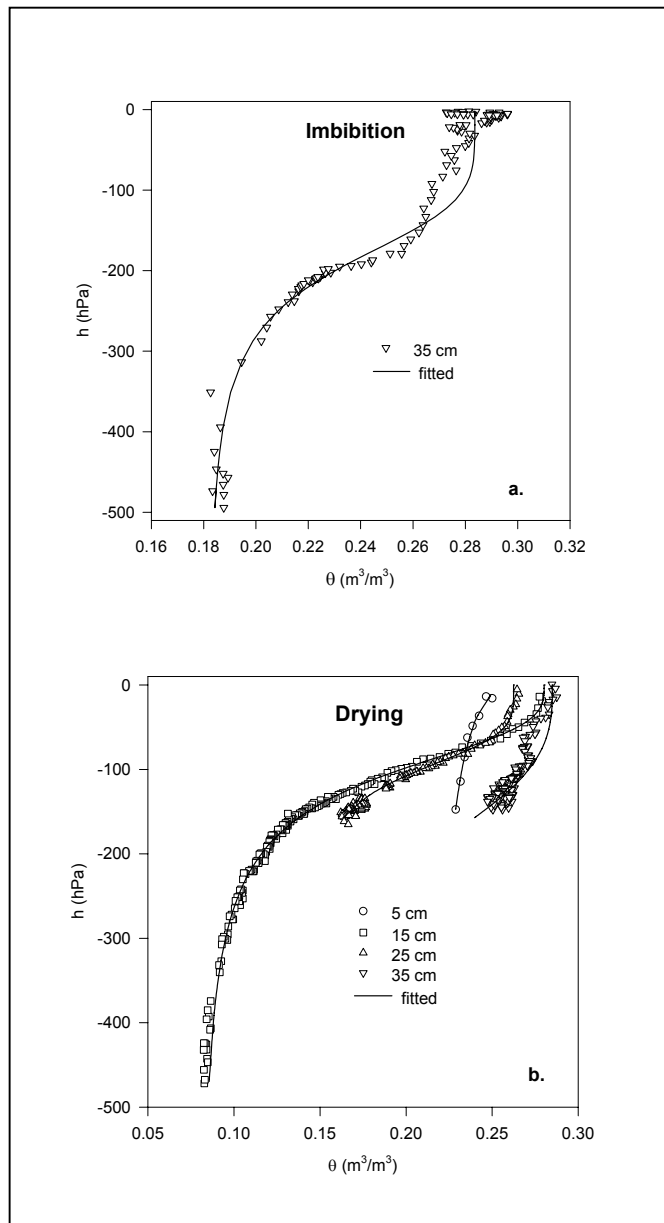 Imbibition
0
-100
-200
-300
-400
-500
h (hPa)
35 cm
fitted
a.
0.16 0.18 0.20 0.22 0.24 0.26 0.28 0.30 0.32
θ (m³/m³)
Drying
0
-100
-200
-300
-400
-500
h (hPa)
5 cm
15 cm
25 cm
35 cm
fitted
b.
0.05 0.10 0.15 0.20 0.25 0.30
θ (m³/m³)